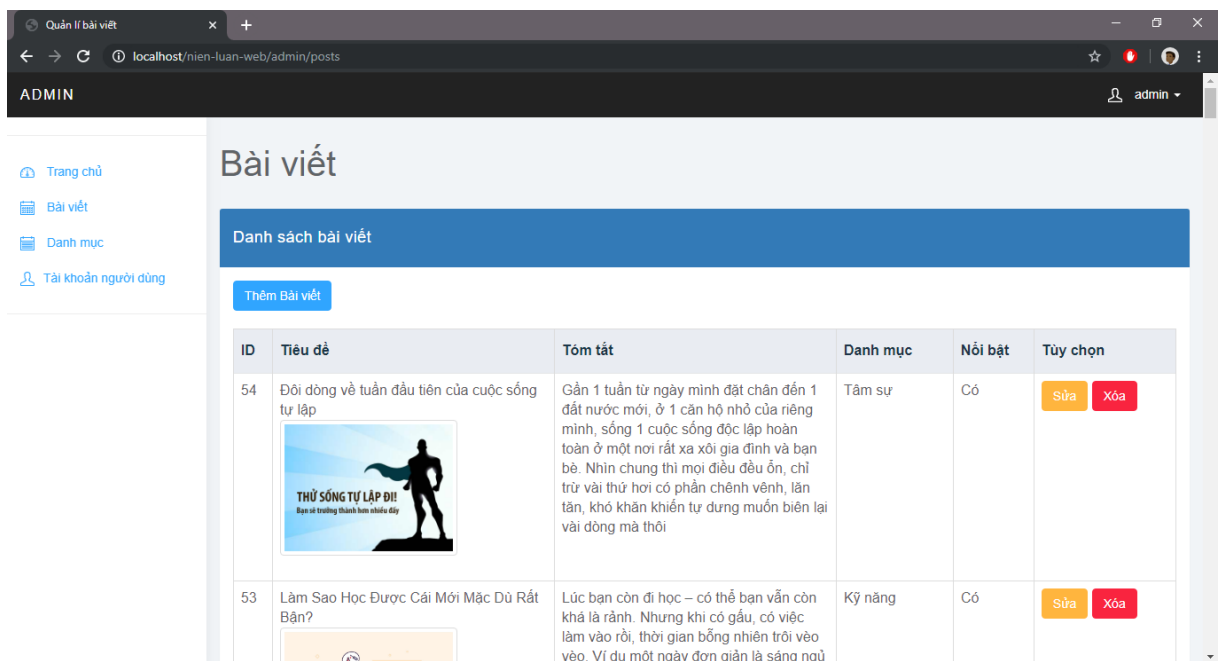 Quản lí bài viết
localhost/nien-luan-web/admin/posts
ADMIN
admin
Trang chủ
Bài viết
Danh mục
Tài khoản người dùng
Bài viết
Danh sách bài viết
Thêm Bài viết
ID Tiêu đề Tóm tắt Danh mục Nổi bật Tùy chọn
54
Đôi dòng về tuần đầu tiên của cuộc sống
tự lập
THỬ SỐNG TỰ LẬP ĐI!
Bạn sẽ trưởng thành hơn nhiều đấy
Gần 1 tuần từ ngày mình đặt chân đến 1
đất nước mới, ở 1 căn hộ nhỏ của riêng
mình, sống 1 cuộc sống độc lập hoàn
toàn ở một nơi rất xa xôi gia đình và bạn
bè. Nhìn chung thì mọi điều đều ổn, chỉ
trừ vài thứ hơi có phần chênh vênh, lăn
tăn, khó khăn khiến tự dưng muốn biên lại
vài dòng mà thôi
Tâm sự
Có
Sửa Xóa
53
Làm Sao Học Được Cái Mới Mặc Dù Rất
Bận?
Lúc bạn còn đi học – có thể bạn vẫn còn
khá là rảnh. Nhưng khi có gấu, có việc
làm vào rồi, thời gian bỗng nhiên trôi vèo
vèo. Ví dụ một ngày đơn giản là sáng ngủ
Kỹ năng
Có
Sửa Xóa